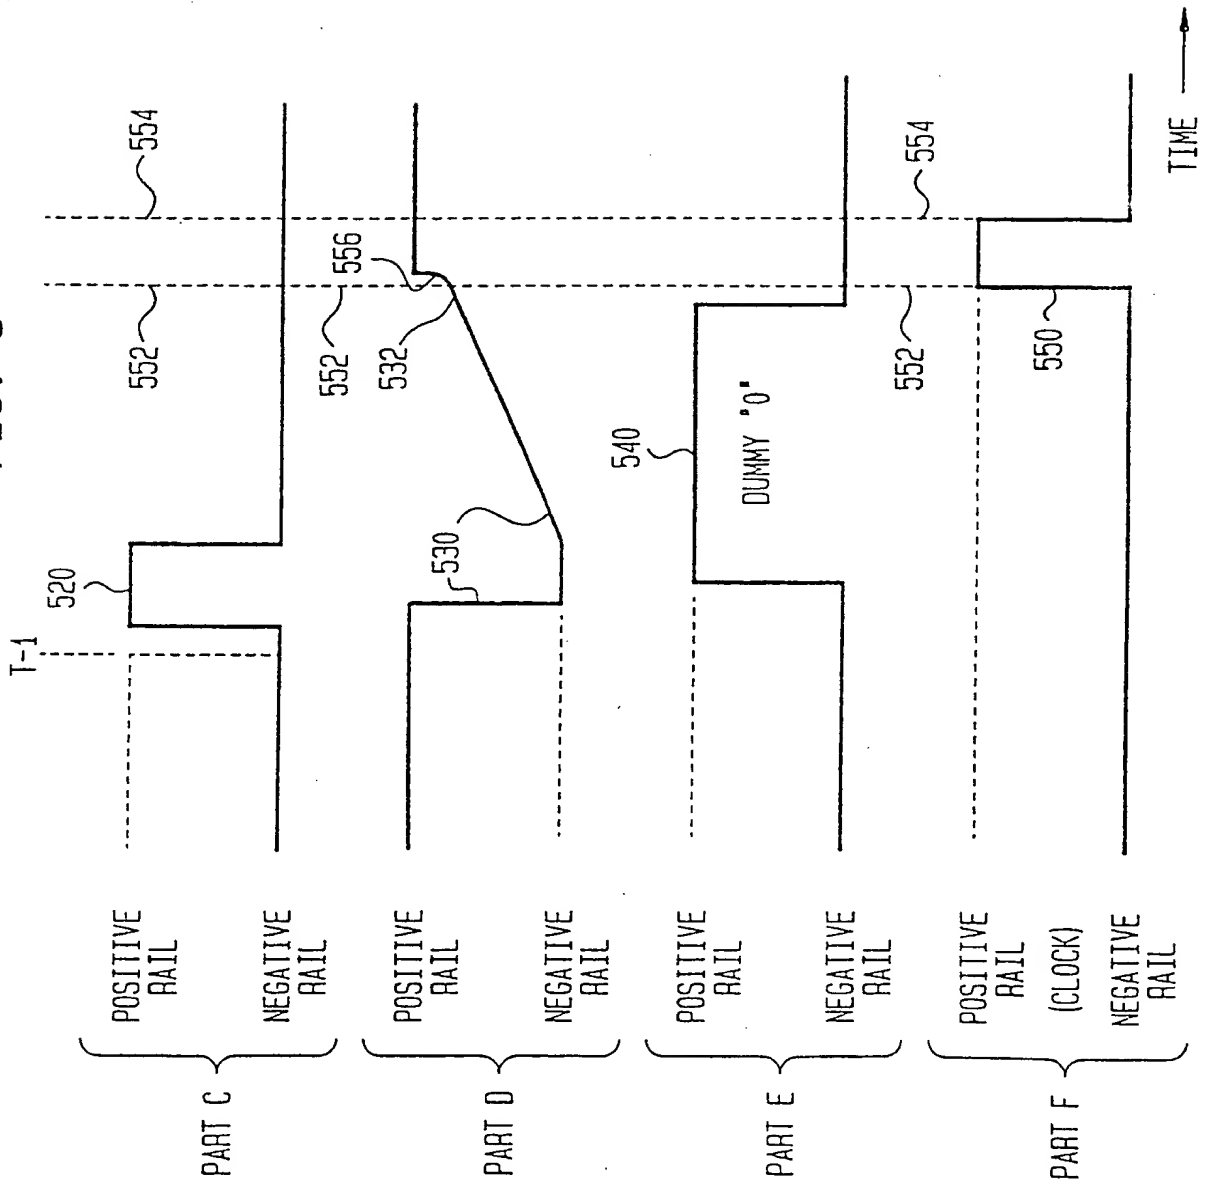 T-1
520
552
554
PART C
POSITIVE
RAIL
NEGATIVE
RAIL
552
556
532
530
PART D
POSITIVE
RAIL
NEGATIVE
RAIL
540
DUMMY "0"
PART E
POSITIVE
RAIL
NEGATIVE
RAIL
552
554
550
PART F
POSITIVE
RAIL
(CLOCK)
NEGATIVE
RAIL
TIME